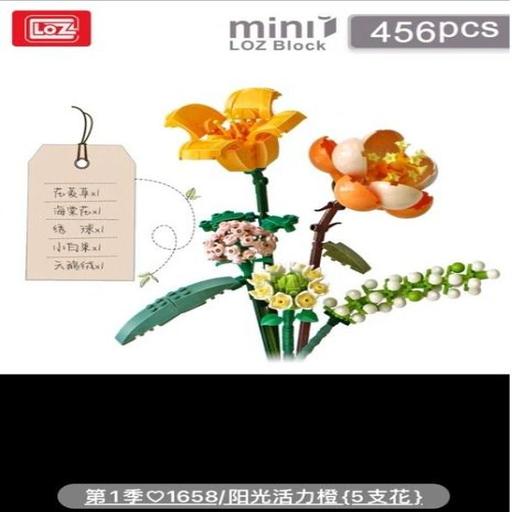 LOZ
mini
LOZ Block
456pcs
花菱草x1
海棠花x1
绣球x1
小白果x1
天鹅绒x1
第1季♡1658/阳光活力橙{5支花}